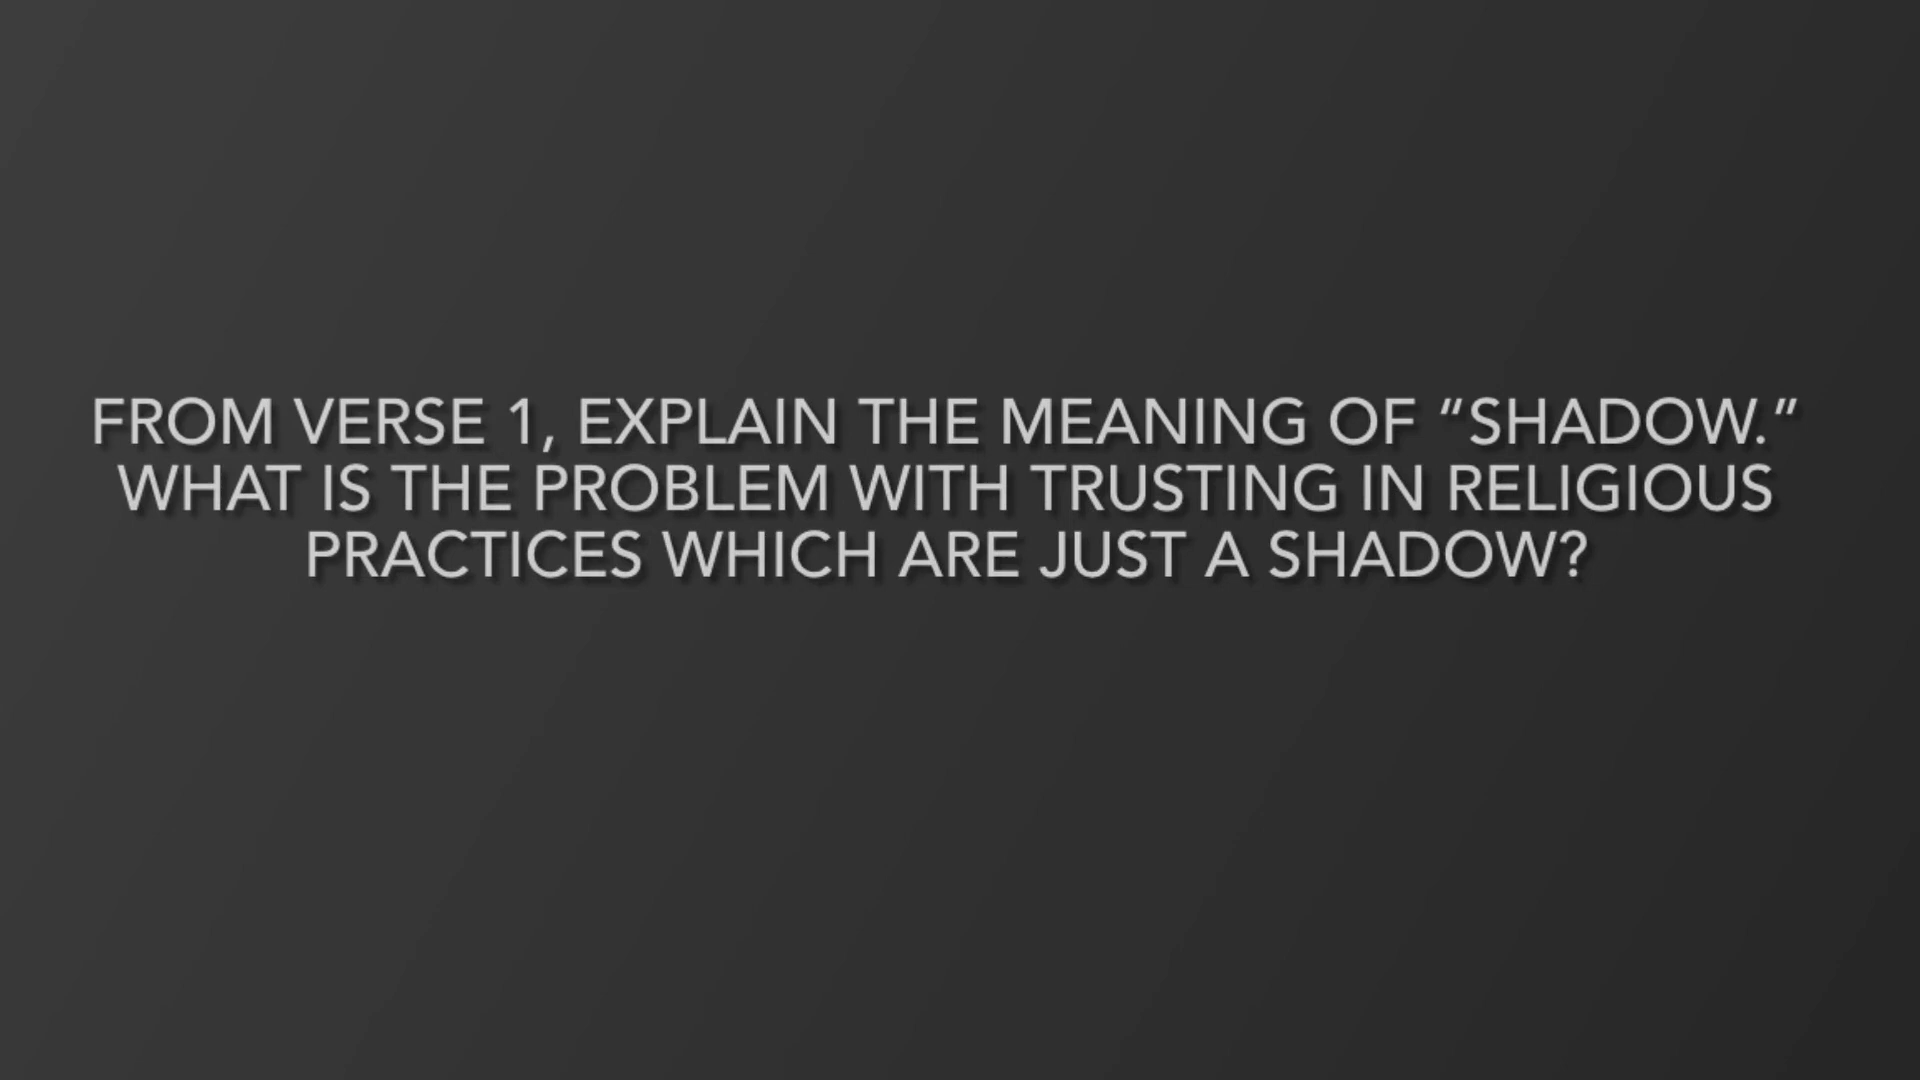 FROM VERSE 1, EXPLAIN THE MEANING OF “SHADOW.”
WHAT IS THE PROBLEM WITH TRUSTING IN RELIGIOUS
PRACTICES WHICH ARE JUST A SHADOW?